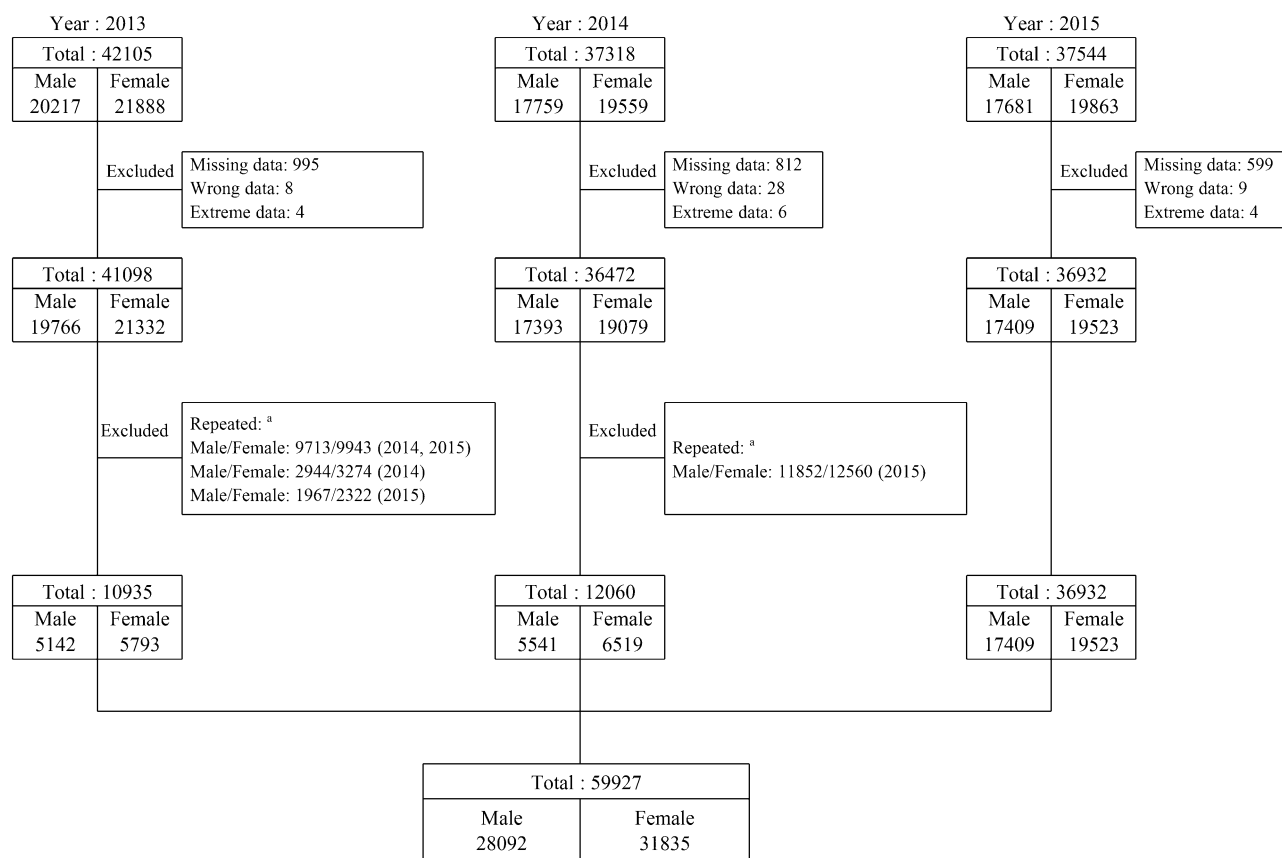 Year : 2013
Total : 42105
Male Female
20217 21888
Excluded
Missing data: 995
Wrong data: 8
Extreme data: 4
Total : 41098
Male Female
19766 21332
Excluded
Repeated: a
Male/Female: 9713/9943 (2014, 2015)
Male/Female: 2944/3274 (2014)
Male/Female: 1967/2322 (2015)
Total : 10935
Male Female
5142 5793
Year : 2014
Total : 37318
Male Female
17759 19559
Excluded
Missing data: 812
Wrong data: 28
Extreme data: 6
Total : 36472
Male Female
17393 19079
Excluded
Repeated: a
Male/Female: 11852/12560 (2015)
Total : 12060
Male Female
5541 6519
Year : 2015
Total : 37544
Male Female
17681 19863
Excluded
Missing data: 599
Wrong data: 9
Extreme data: 4
Total : 36932
Male Female
17409 19523
Total : 36932
Male Female
17409 19523
Total : 59927
Male Female
28092 31835